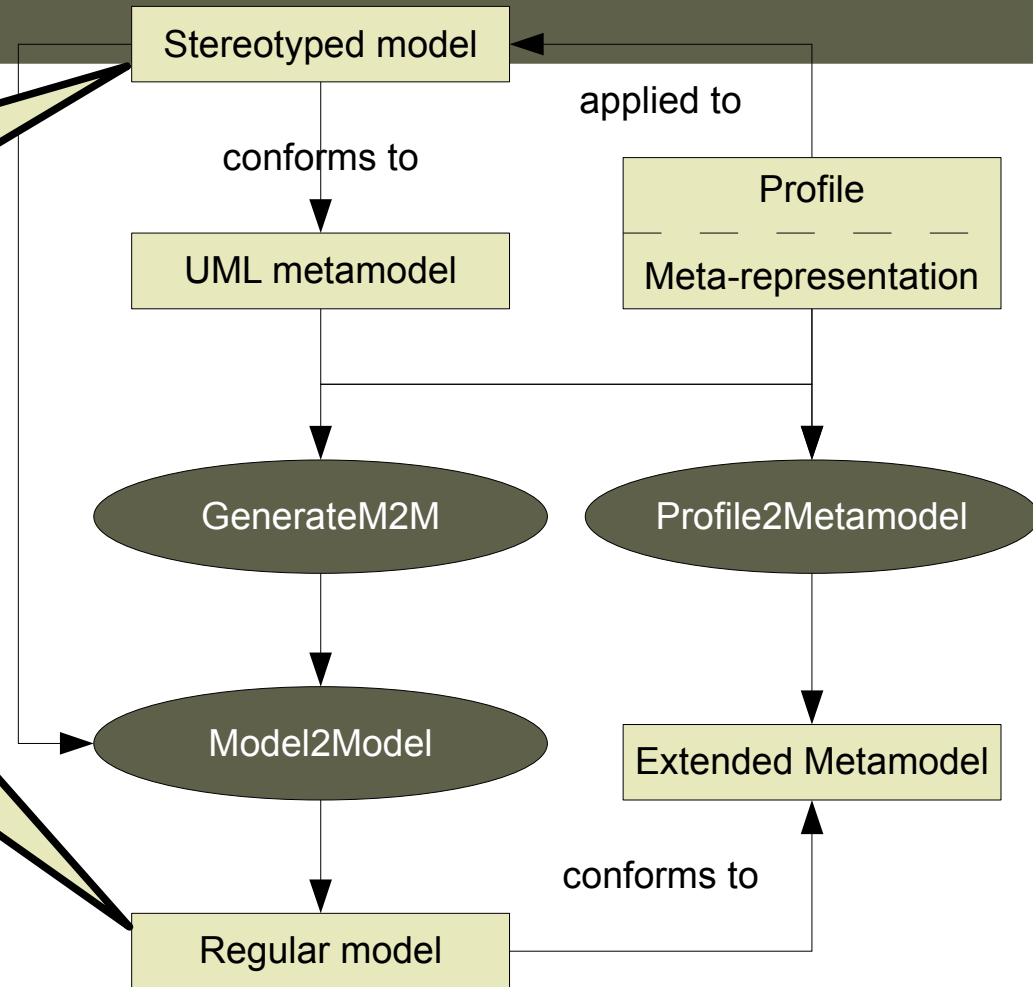 Stereotyped model
applied to
conforms to
Profile
UML metamodel
Meta-representation
GenerateM2M
Profile2Metamodel
Model2Model
Extended Metamodel
conforms to
Regular model